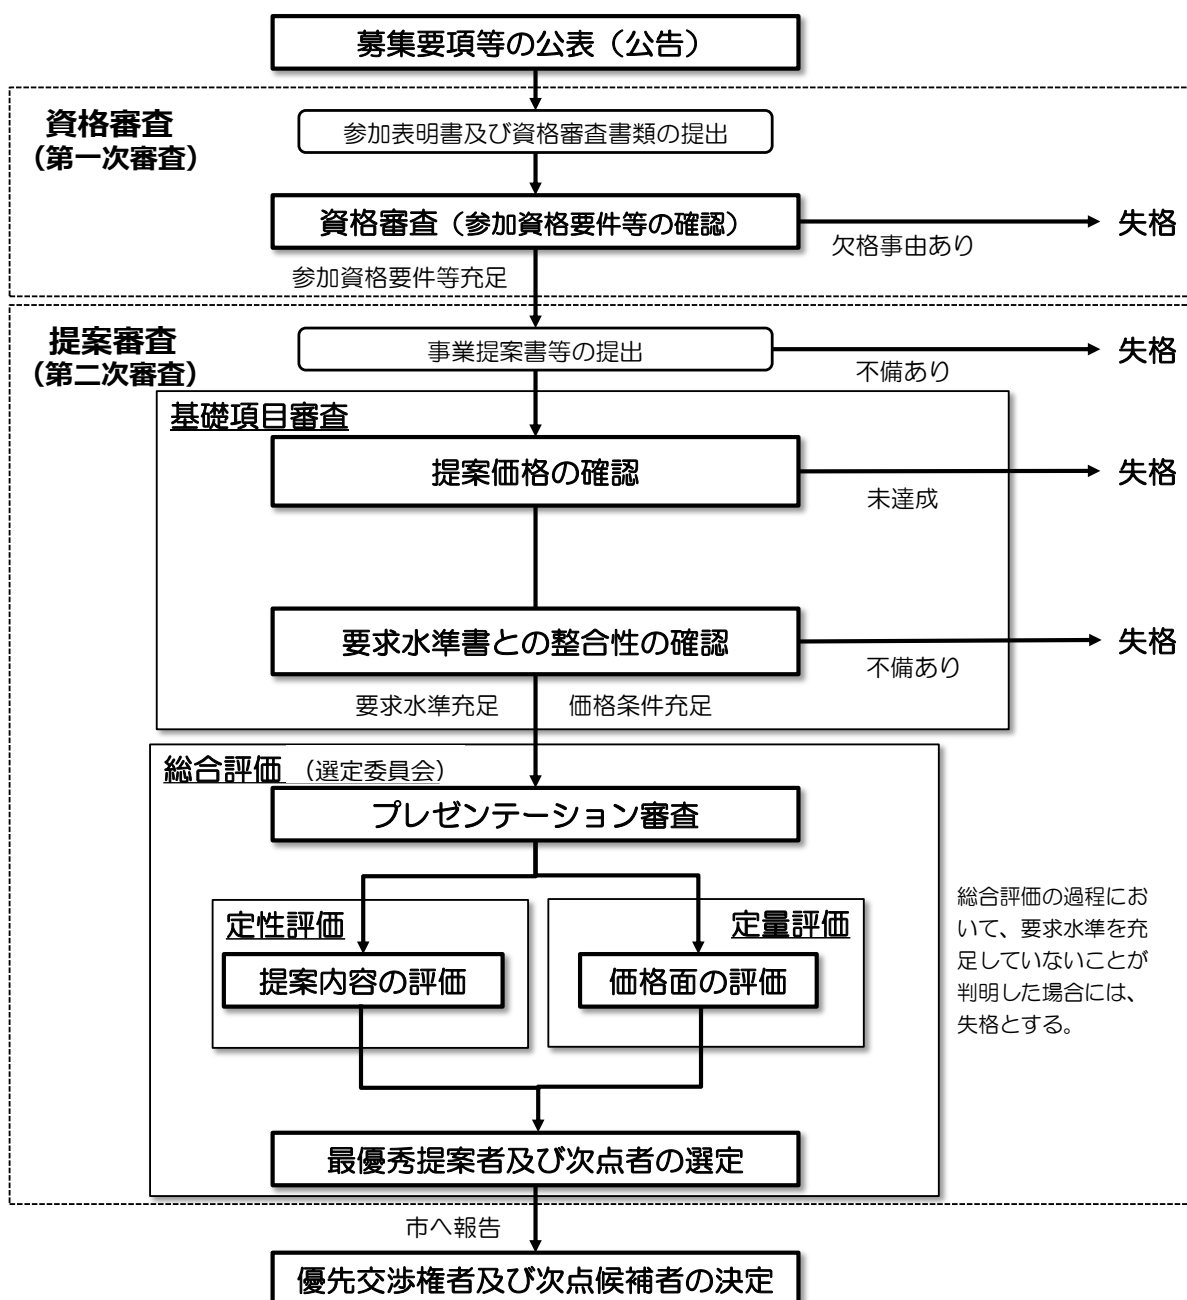 募集要項等の公表（公告）
資格審査
（第一次審査）
参加表明書及び資格審査書類の提出
資格審査（参加資格要件等の確認）
失格
欠格事由あり
参加資格要件等充足
提案審査
（第二次審査）
事業提案書等の提出
失格
不備あり
基礎項目審査
提案価格の確認
失格
未達成
要求水準書との整合性の確認
失格
不備あり
要求水準充足
価格条件充足
総合評価（選定委員会）
プレゼンテーション審査
定性評価
定量評価
提案内容の評価
価格面の評価
総合評価の過程にお
いて、要求水準を充
足していないことが
判明した場合には、
失格とする。
最優秀提案者及び次点者の選定
市へ報告
優先交渉権者及び次点候補者の決定